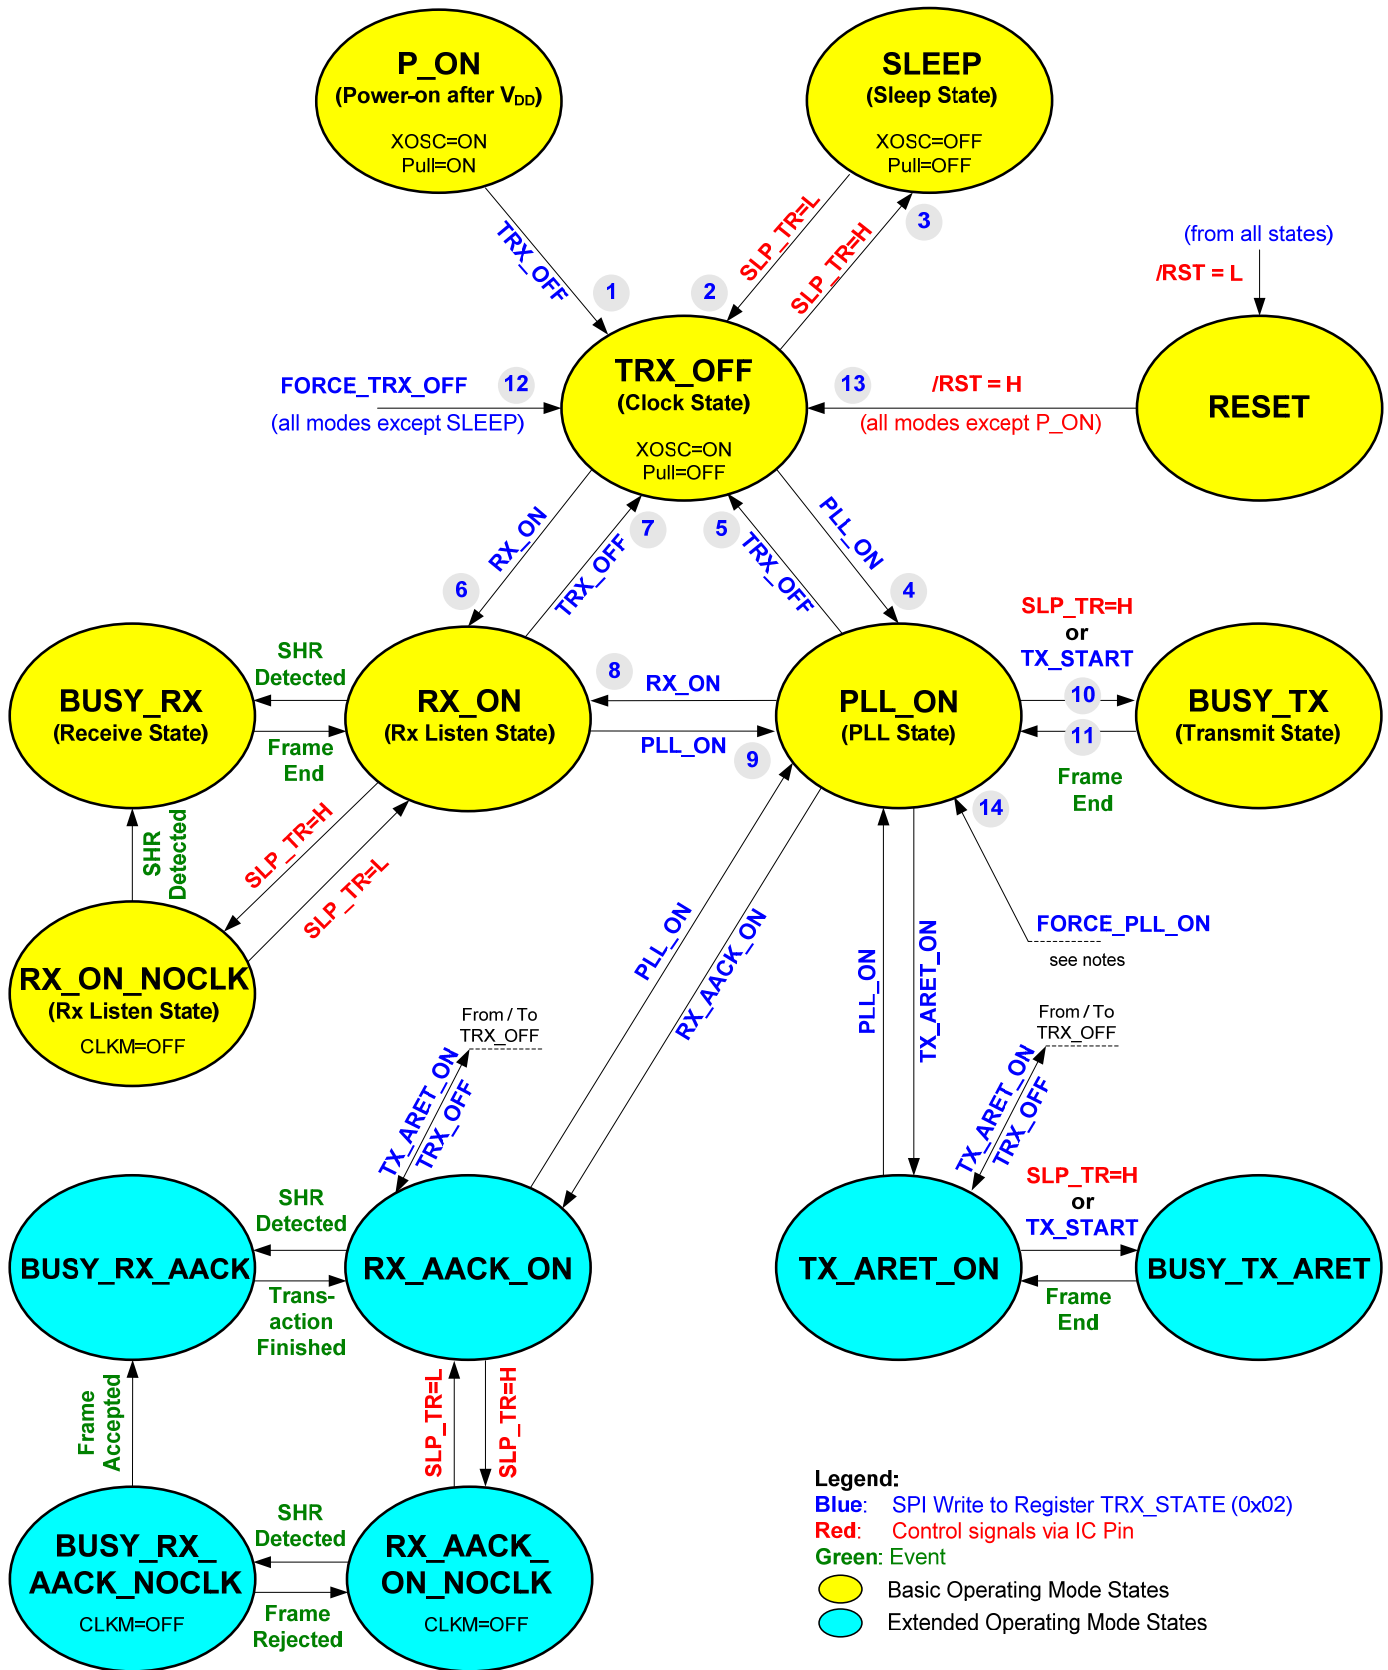 P_ON
(Power-on after VDD)
XOSC=ON
Pull=ON
SLEEP
(Sleep State)
XOSC=OFF
Pull=OFF
TRX_OFF
1
SLP_TR=L
2
SLP_TR=H
3
(from all states)
/RST = L
FORCE_TRX_OFF
12
(all modes except SLEEP)
TRX_OFF
(Clock State)
XOSC=ON
Pull=OFF
13
/RST = H
(all modes except P_ON)
RESET
RX_ON
6
TRX_OFF
7
5
TRX_OFF
PLL_ON
4
SHR
Detected
BUSY_RX
(Receive State)
Frame
End
RX_ON
(Rx Listen State)
8
RX_ON
PLL_ON
9
PLL_ON
(PLL State)
SLP_TR=H
or
TX_START
10
11
Frame
End
BUSY_TX
(Transmit State)
14
SHR
Detected
SLP_TR=H
SLP_TR=L
RX_ON_NOCLK
(Rx Listen State)
CLKM=OFF
PLL_ON
RX_AACK_ON
PLL_ON
TX_ARET_ON
FORCE_PLL_ON
see notes
From / To
TRX_OFF
TX_ARET_ON
TRX_OFF
From / To
TRX_OFF
TX_ARET_ON
TRX_OFF
SHR
Detected
BUSY_RX_AACK
Trans-
action
Finished
RX_AACK_ON
TX_ARET_ON
SLP_TR=H
or
TX_START
Frame
End
BUSY_TX_ARET
Frame
Accepted
SLP_TR=L
SLP_TR=H
BUSY_RX_
AACK_NOCLK
CLKM=OFF
SHR
Detected
Frame
Rejected
RX_AACK_
ON_NOCLK
CLKM=OFF
Legend:
Blue: SPI Write to Register TRX_STATE (0x02)
Red: Control signals via IC Pin
Green: Event
Basic Operating Mode States
Extended Operating Mode States